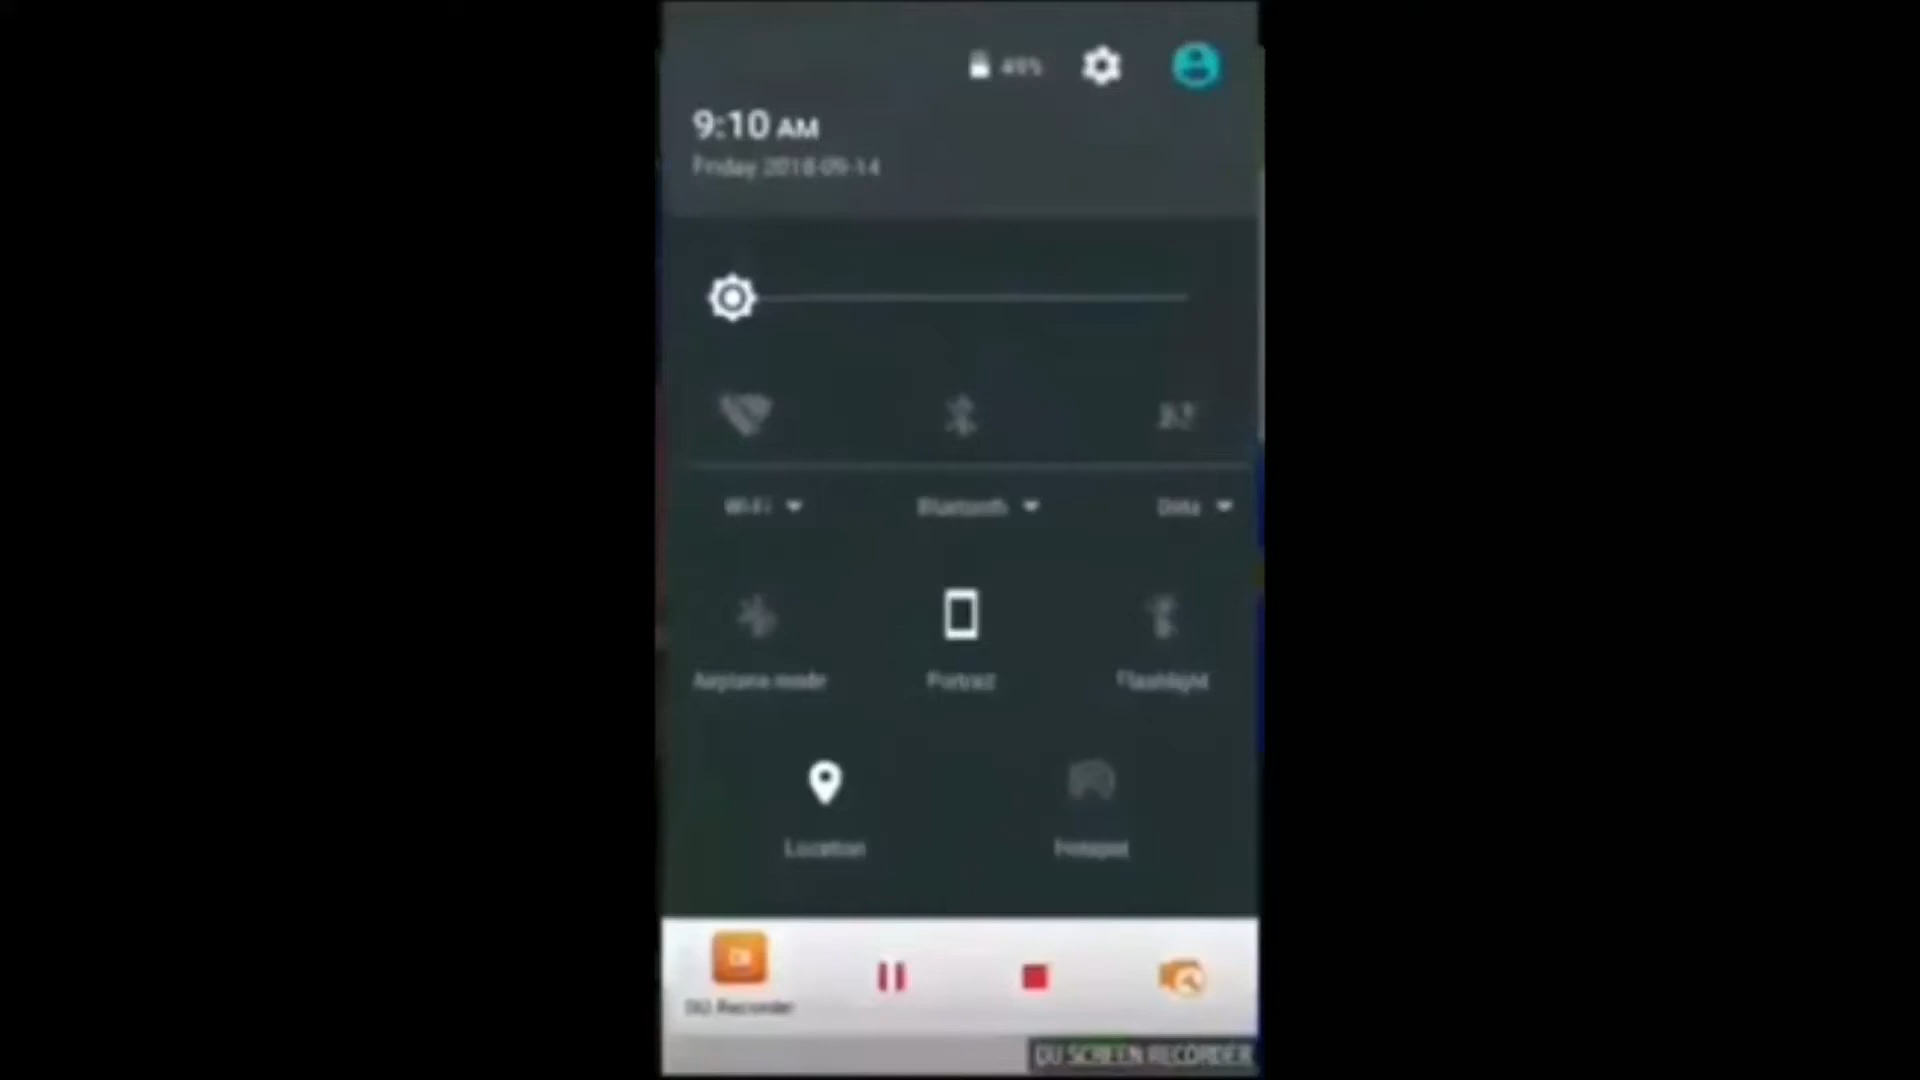 49%
9:10 AM
Friday 2018-09-14
Wi-Fi Bluetooth Data
Airplane mode Portrait Flashlight
Location Hotspot
DU Recorder
DU SCREEN RECORDER